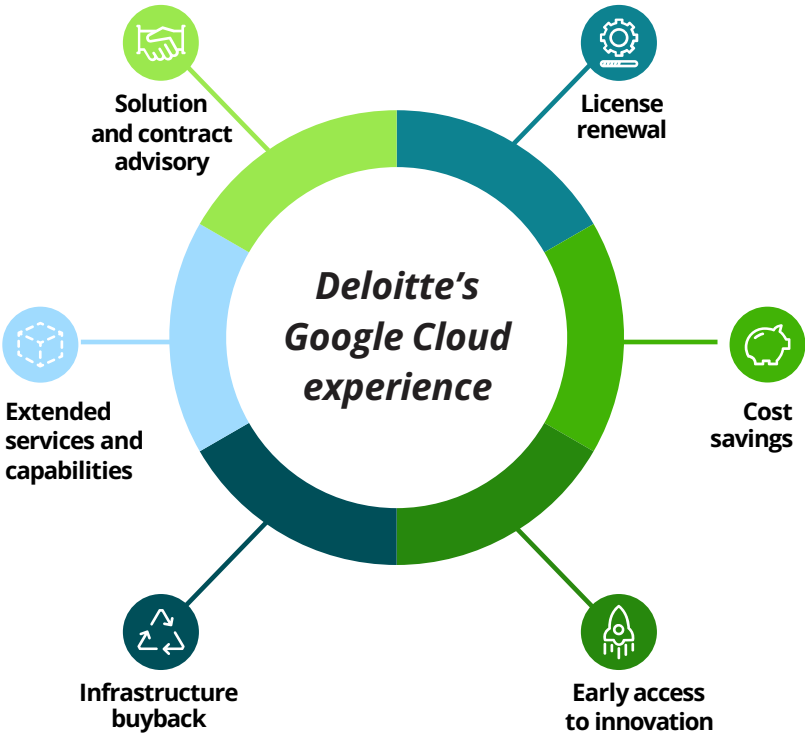 Solution
and contract
advisory
License
renewal
Deloitte’s
Google Cloud
experience
Extended
services and
capabilities
Cost
savings
Infrastructure
buyback
Early access
to innovation